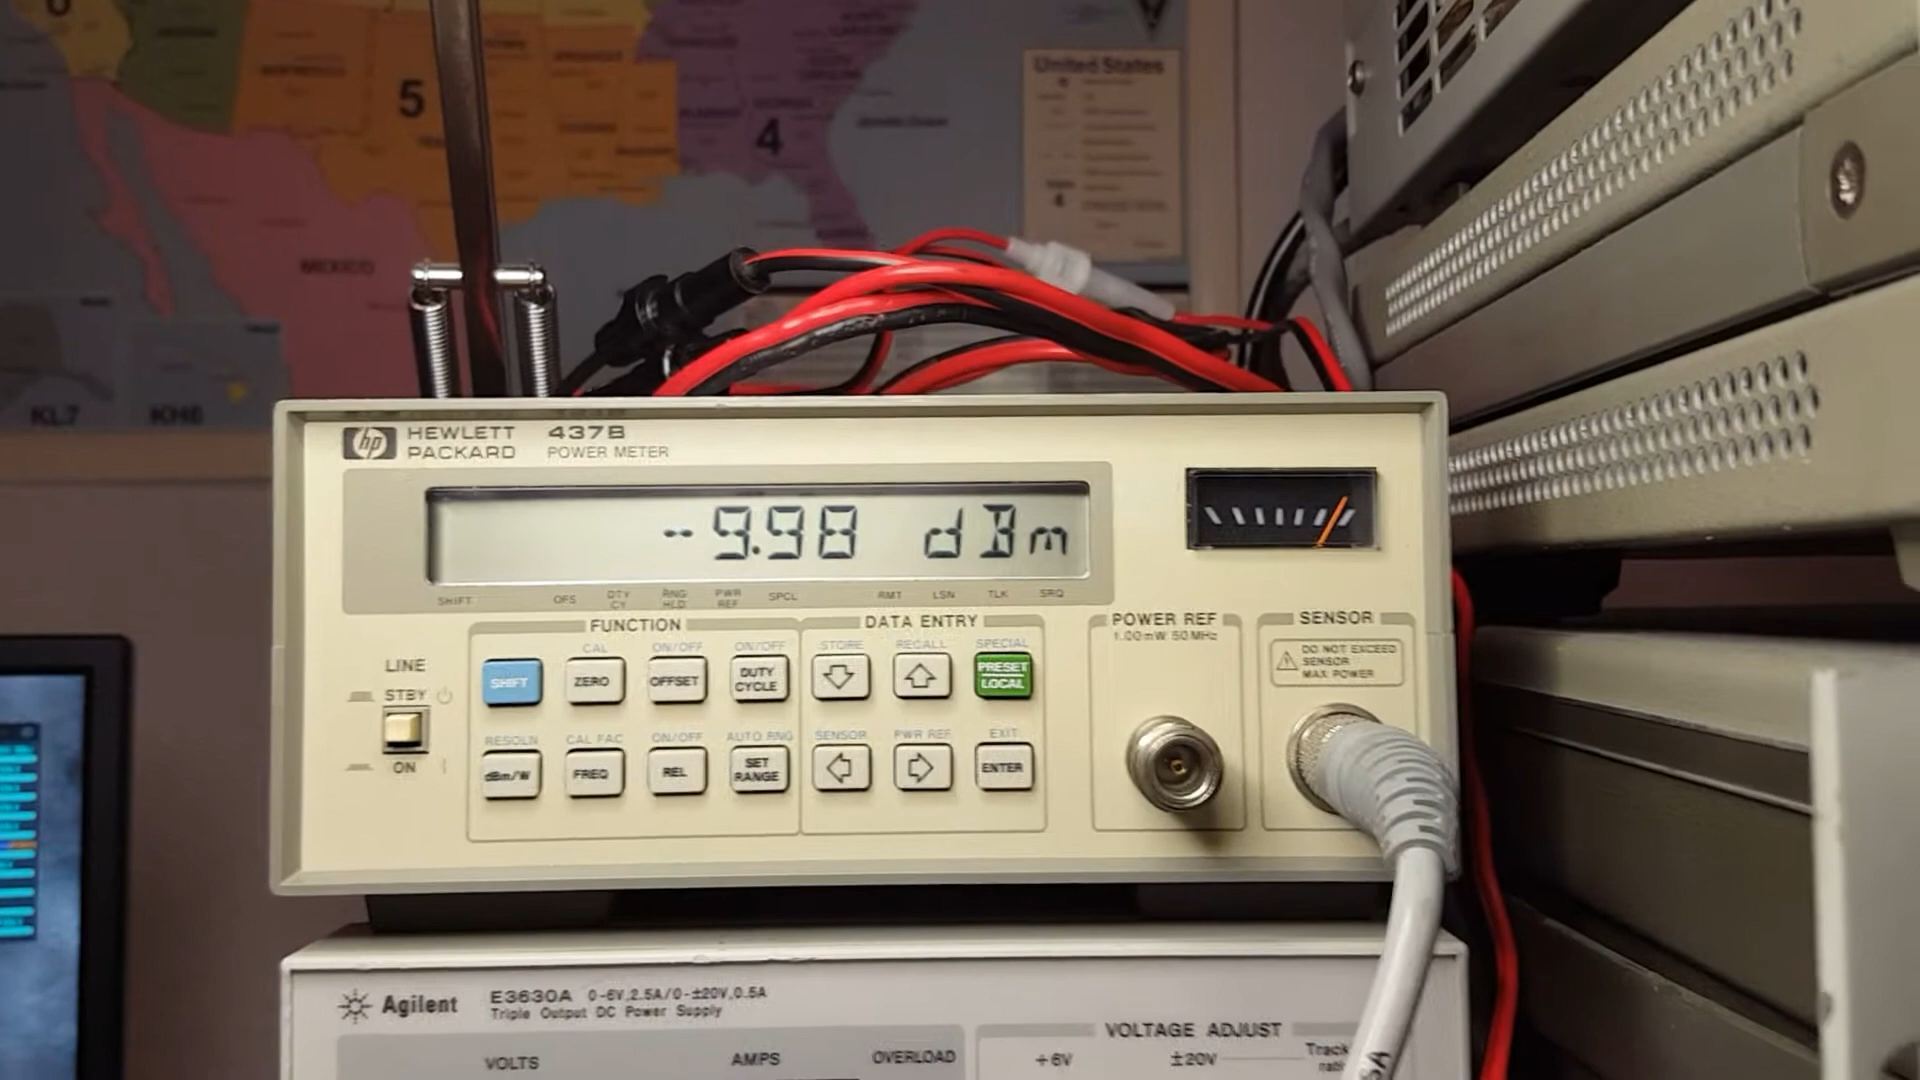 5
4
United States
4
MEXICO
KL7
KH6
hp HEWLETT PACKARD 437B
POWER METER
-9.98 dBm
SHIFT OFS DTY CY RNG HLD PWR REF SPCL RMT LSN TLK SRQ
FUNCTION
DATA ENTRY
POWER REF
1.00mW 50MHz
SENSOR
DO NOT EXCEED
SENSOR
MAX POWER
LINE
STBY
ON
CAL ON/OFF ON/OFF STORE RECALL SPECIAL
SHIFT ZERO OFFSET DUTY CYCLE PRESET LOCAL
RESOLN CAL FAC ON/OFF AUTO RNG SENSOR PWR REF EXIT
dBm/W FREQ REL SET RANGE ENTER
Agilent E3630A 0-6V,2.5A/0-±20V,0.5A
Triple Output DC Power Supply
VOLTS AMPS OVERLOAD
VOLTAGE ADJUST
+6V ±20V